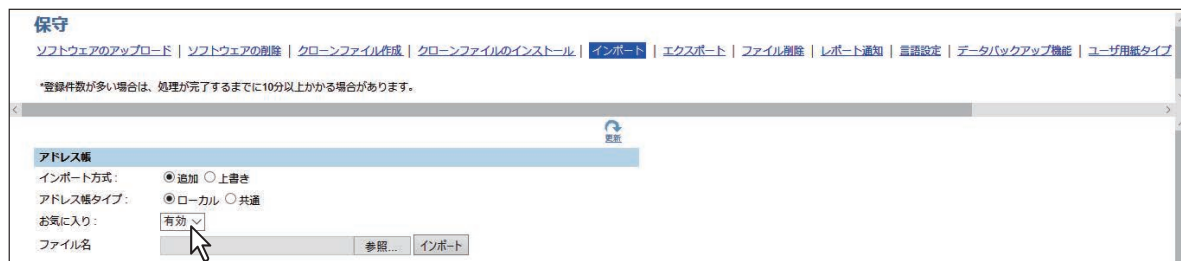 保守
ソフトウェアのアップロード | ソフトウェアの削除 | クローンファイル作成 | クローンファイルのインストール | インポート | エクスポート | ファイル削除 | レポート通知 | 言語設定 | データバックアップ機能 | ユーザ用紙タイプ
*登録件数が多い場合は、処理が完了するまでに10分以上かかる場合があります。
更新
アドレス帳
インポート方式: 追加 上書き
アドレス帳タイプ: ローカル 共通
お気に入り: 有効
ファイル名 参照... インポート